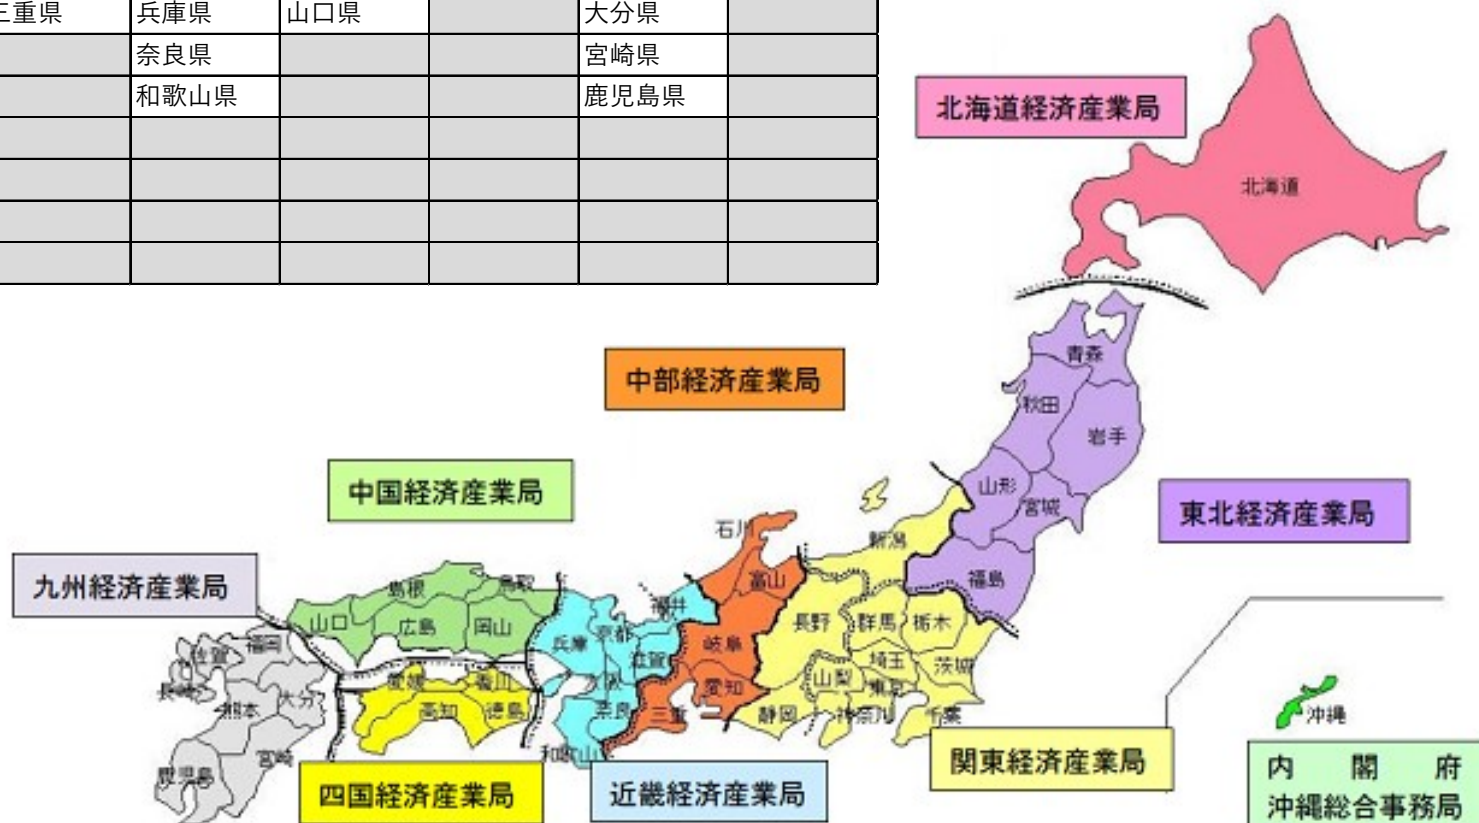 三重県 兵庫県 山口県 大分県
奈良県 宮崎県
和歌山県 鹿児島県
北海道経済産業局
北海道
青森
中部経済産業局
秋田
岩手
中国経済産業局
山形
宮城
東北経済産業局
石川
新潟
九州経済産業局
富山
福島
島根
鳥取
福井
山口
広島
岡山
兵庫
京都
岐阜
長野
群馬
栃木
福岡
佐賀
滋賀
埼玉
茨城
長崎
愛媛
香川
大阪
愛知
山梨
東京
熊本
大分
高知
徳島
奈良
三重
静岡
神奈川
千葉
沖縄
宮崎
和歌山
鹿児島
関東経済産業局
四国経済産業局
近畿経済産業局
内閣府
沖縄総合事務局